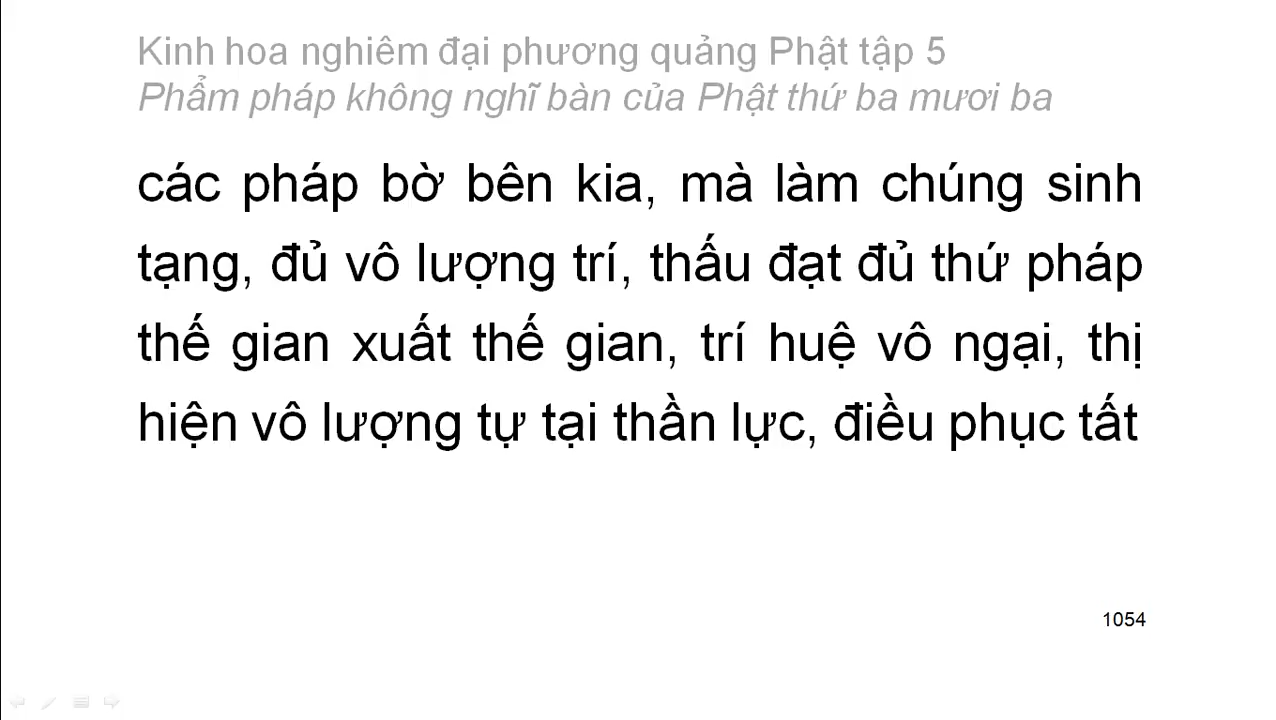 Kinh hoa nghiêm đại phương quảng Phật tập 5
Phẩm pháp không nghĩ bàn của Phật thứ ba mươi ba
các pháp bờ bên kia, mà làm chúng sinh
tạng, đủ vô lượng trí, thấu đạt đủ thứ pháp
thế gian xuất thế gian, trí huệ vô ngại, thị
hiện vô lượng tự tại thần lực, điều phục tất
1054